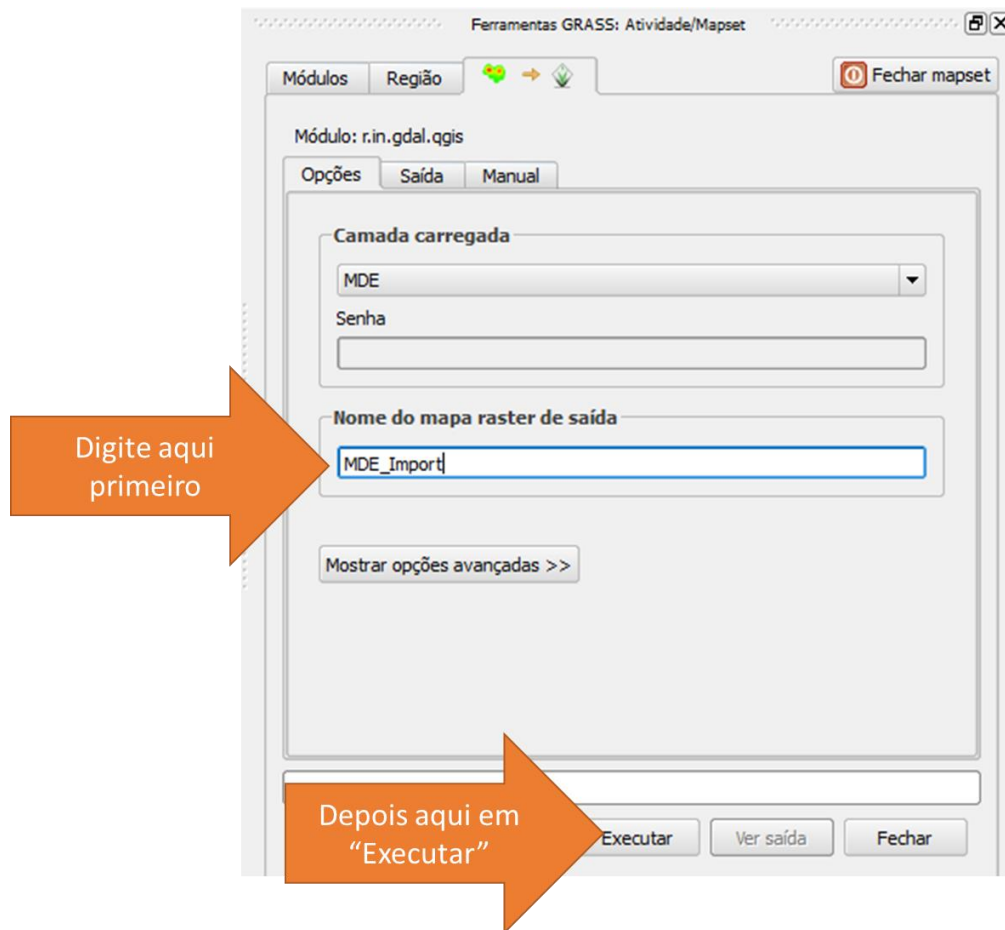 Ferramentas GRASS: Atividade/Mapset
Módulos
Região
Fechar mapset
Módulo: r.in.gdal.qgis
Opções
Saída
Manual
Camada carregada
MDE
Senha
Nome do mapa raster de saída
MDE_Import
Digite aqui
primeiro
Mostrar opções avançadas >>
Depois aqui em
“Executar”
Executar
Ver saída
Fechar